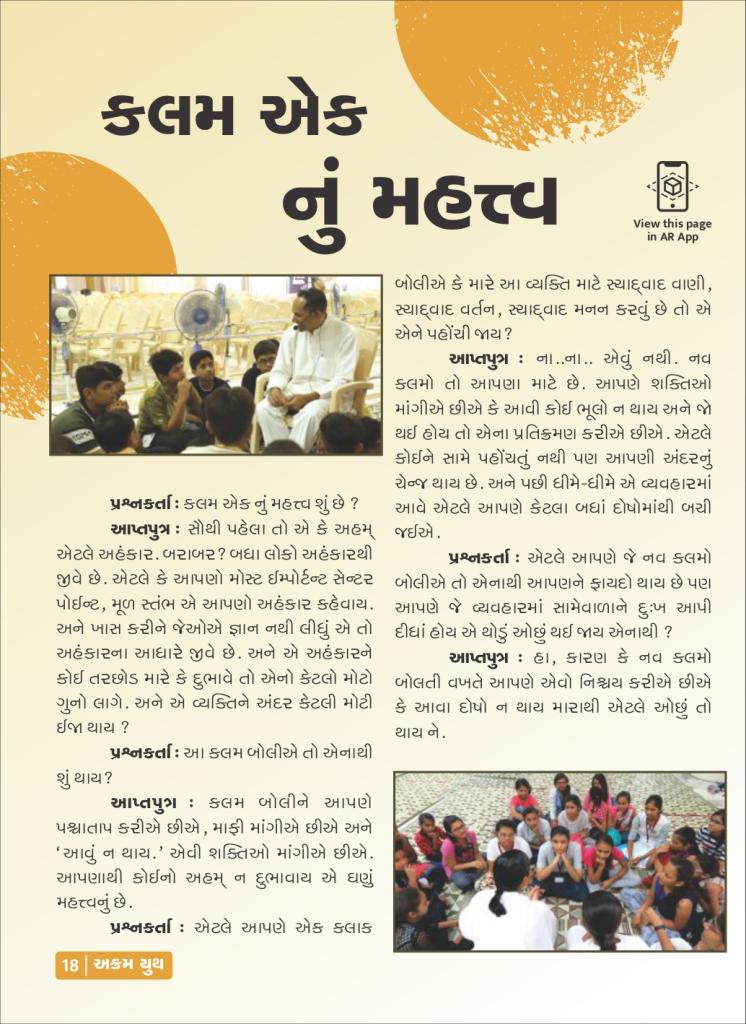 કલમ એક
નું મહત્ત્વ
View this page
in AR App
પ્રશ્નકર્તા : કલમ એક નું મહત્ત્વ શું છે ?
આપ્તપુત્ર : સૌથી પહેલા તો એ કે અહમ્
એટલે અહંકાર. બરાબર? બધા લોકો અહંકારથી
જીવે છે. એટલે કે આપણો મોસ્ટ ઈમ્પોર્ટન્ટ સેન્ટર
પોઈન્ટ, મૂળ સ્તંભ એ આપણો અહંકાર કહેવાય.
અને ખાસ કરીને જેઓએ જ્ઞાન નથી લીધું એ તો
અહંકારના આધારે જીવે છે. અને એ અહંકારને
કોઈ તરછોડ મારે કે દુભાવે તો એનો કેટલો મોટો
ગુનો લાગે. અને એ વ્યક્તિને અંદર કેટલી મોટી
ઈજા થાય ?
પ્રશ્નકર્તા : આ કલમ બોલીએ તો એનાથી
શું થાય?
આપ્તપુત્ર : કલમ બોલીને આપણે
પશ્ચાતાપ કરીએ છીએ, માફી માંગીએ છીએ અને
‘આવું ન થાય.’ એવી શક્તિઓ માંગીએ છીએ.
આપણાથી કોઈનો અહમ્ ન દુભાવાય એ ઘણું
મહત્ત્વનું છે.
પ્રશ્નકર્તા : એટલે આપણે એક કલાક
બોલીએ કે મારે આ વ્યક્તિ માટે સ્યાદ્વાદ વાણી,
સ્યાદ્વાદ વર્તન, સ્યાદ્વાદ મનન કરવું છે તો એ
એને પહોંચી જાય?
આપ્તપુત્ર : ના..ના.. એવું નથી. નવ
કલમો તો આપણા માટે છે. આપણે શક્તિઓ
માંગીએ છીએ કે આવી કોઈ ભૂલો ન થાય અને જો
થઈ હોય તો એના પ્રતિક્રમણ કરીએ છીએ. એટલે
કોઈને સામે પહોંચતું નથી પણ આપણી અંદરનું
ચેન્જ થાય છે. અને પછી ધીમે-ધીમે એ વ્યવહારમાં
આવે એટલે આપણે કેટલા બધાં દોષોમાંથી બચી
જઈએ.
પ્રશ્નકર્તા : એટલે આપણે જે નવ કલમો
બોલીએ તો એનાથી આપણને ફાયદો થાય છે પણ
આપણે જે વ્યવહારમાં સામેવાળાને દુઃખ આપી
દીધાં હોય એ થોડું ઓછું થઈ જાય એનાથી ?
આપ્તપુત્ર : હા, કારણ કે નવ કલમો
બોલતી વખતે આપણે એવો નિશ્ચય કરીએ છીએ
કે આવા દોષો ન થાય મારાથી એટલે ઓછું તો
થાય ને.
18 | અક્રમ યુથ